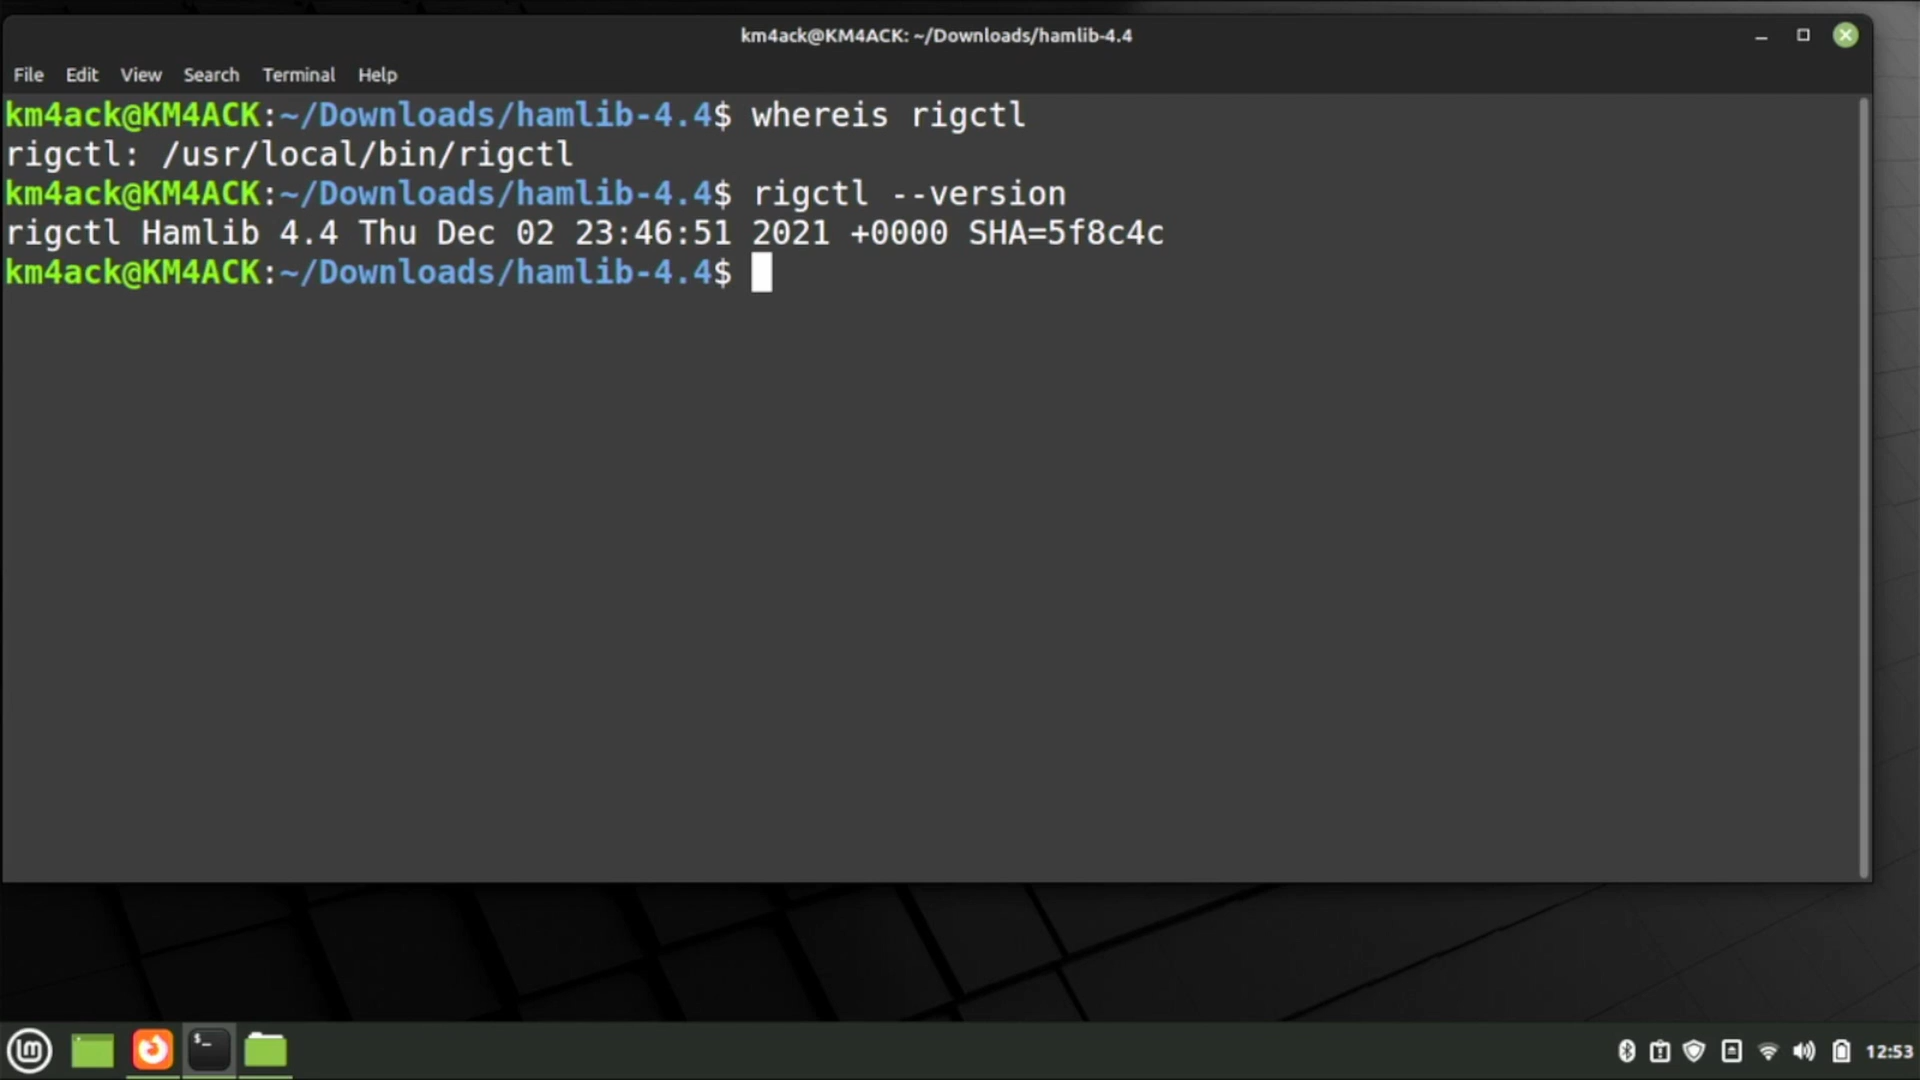 km4ack@KM4ACK: ~/Downloads/hamlib-4.4
File Edit View Search Terminal Help
km4ack@KM4ACK:~/Downloads/hamlib-4.4$ whereis rigctl
rigctl: /usr/local/bin/rigctl
km4ack@KM4ACK:~/Downloads/hamlib-4.4$ rigctl --version
rigctl Hamlib 4.4 Thu Dec 02 23:46:51 2021 +0000 SHA=5f8c4c
km4ack@KM4ACK:~/Downloads/hamlib-4.4$
12:53